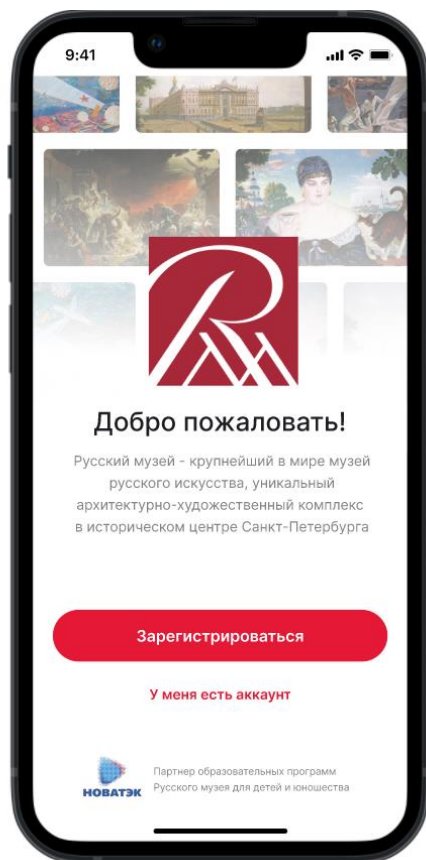 9:41
Добро пожаловать!
Русский музей - крупнейший в мире музей
русского искусства, уникальный
архитектурно-художественный комплекс
в историческом центре Санкт-Петербурга
Зарегистрироваться
У меня есть аккаунт
НОВАТЭК
Партнер образовательных программ
Русского музея для детей и юношества